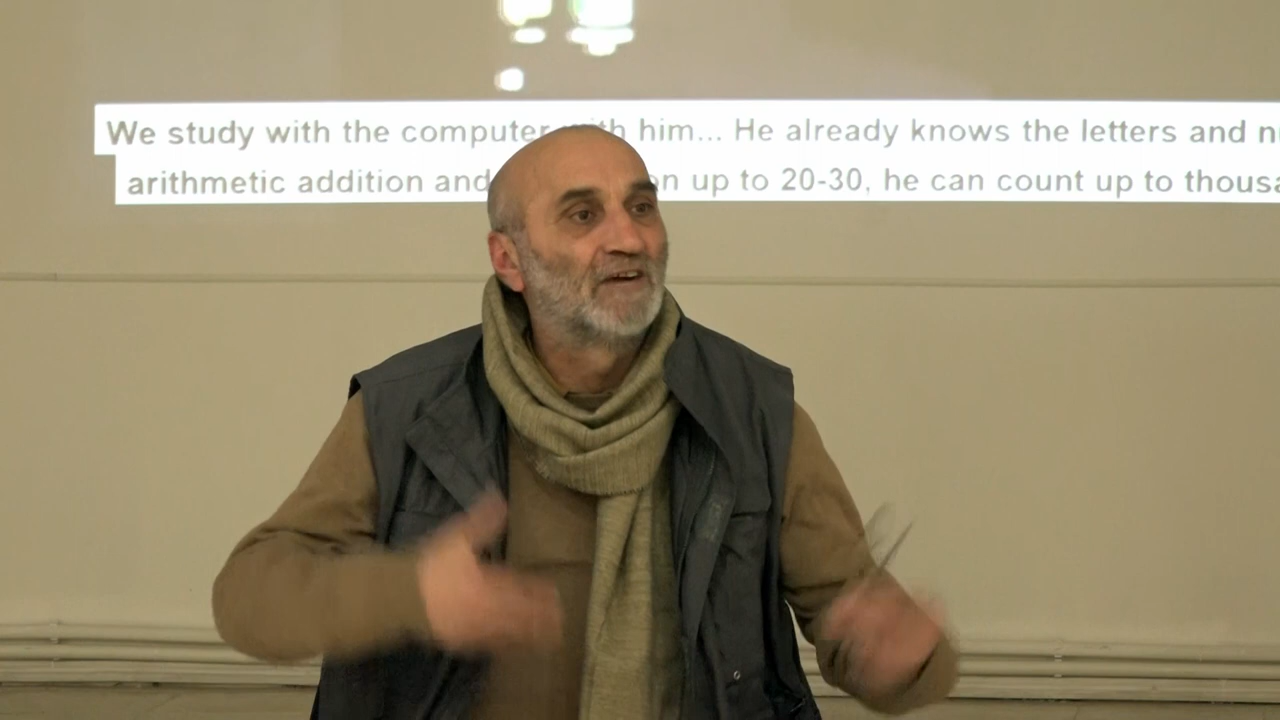 We study with the computer with him... He already knows the letters and n
arithmetic addition and on up to 20-30, he can count up to thousa